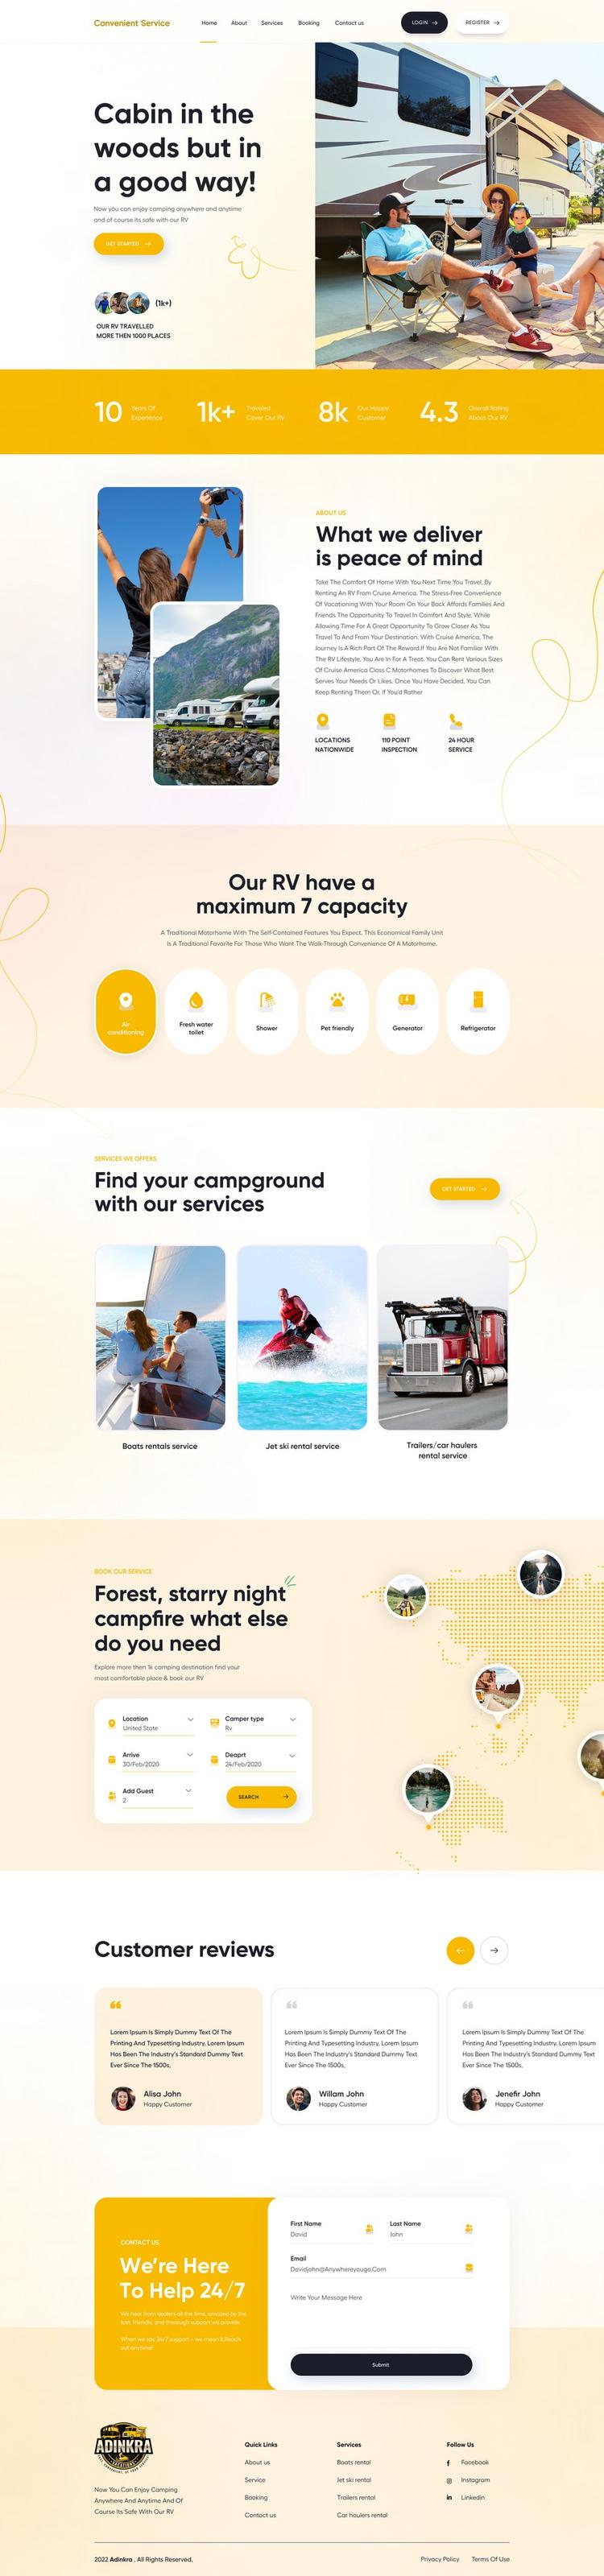 Convenient Service
Home
About
Services
Booking
Contact us
LOGIN
REGISTER
Cabin in the
woods but in
a good way!
Now you can enjoy camping anywhere and anytime
and of course its safe with our RV
GET STARTED
(1k+)
OUR RV TRAVELLED
MORE THEN 1000 PLACES
10
Years Of
Experience
1k+
Traveled
Cover Our RV
8k
Our Happy
Customer
4.3
Overall Rating
About Our RV
ABOUT US
What we deliver
is peace of mind
Take The Comfort Of Home With You Next Time You Travel, By
Renting An RV From Cruise America. The Stress-Free Convenience
Of Vacationing With Your Room On Your Back Affords Families And
Friends The Opportunity To Travel In Comfort And Style, While
Allowing Time For A Great Opportunity To Grow Closer As You
Travel To And From Your Destination. With Cruise America, The
Journey Is A Rich Part Of The Reward.If You Are Not Familiar With
The RV Lifestyle, You Are In For A Treat. You Can Rent Various Sizes
Of Cruise America Class C Motorhomes To Discover What Best
Serves Your Needs Or Likes. Once You Have Decided, You Can
Keep Renting Them Or, If You'd Rather
LOCATIONS
NATIONWIDE
110 POINT
INSPECTION
24 HOUR
SERVICE
Our RV have a
maximum 7 capacity
A Traditional Motorhome With The Self-Contained Features You Expect. This Economical Family Unit
Is A Traditional Favorite For Those Who Want The Walk-Through Convenience Of A Motorhome.
Air
conditioning
Fresh water
toilet
Shower
Pet friendly
Generator
Refrigerator
SERVICES WE OFFERS
Find your campground
with our services
GET STARTED
Boats rentals service
Jet ski rental service
Trailers/car haulers
rental service
BOOK OUR SERVICE
Forest, starry night
campfire what else
do you need
Explore more then 1k camping destination find your
most comfortable place & book our RV
Location
United State
Camper type
Rv
Arrive
30/Feb/2020
Deaprt
24/Feb/2020
Add Guest
2
SEARCH
Customer reviews
Lorem Ipsum Is Simply Dummy Text Of The
Printing And Typesetting Industry. Lorem Ipsum
Has Been The Industry's Standard Dummy Text
Ever Since The 1500s,
Alisa John
Happy Customer
Lorem Ipsum Is Simply Dummy Text Of The
Printing And Typesetting Industry. Lorem Ipsum
Has Been The Industry's Standard Dummy Text
Ever Since The 1500s,
Willam John
Happy Customer
Lorem Ipsum Is Simply Dummy Text Of The
Printing And Typesetting Industry. Lorem Ipsum
Has Been The Industry's Standard Dummy Text
Ever Since The 1500s.
Jenefir John
Happy Customer
CONTACT US
We're Here
To Help 24/7
We hear from dealers all the time, amazed by the
fast, friendly, and thorough support we provide.
When we say 24/7 support – we mean it.Reach
out anytime!
First Name
David
Last Name
John
Email
Davidjohn@Anywhereyougo.Com
Write Your Message Here
Submit
ADINKRA
Now You Can Enjoy Camping
Anywhere And Anytime And Of
Course Its Safe With Our RV
Quick Links
About us
Service
Booking
Contact us
Services
Boats rental
Jet ski rental
Trailers rental
Car houlers rental
Follow Us
Facebook
Instagram
Linkedin
2022 Adinkra . All Rights Reserved.
Privacy Policy
Terms Of Use